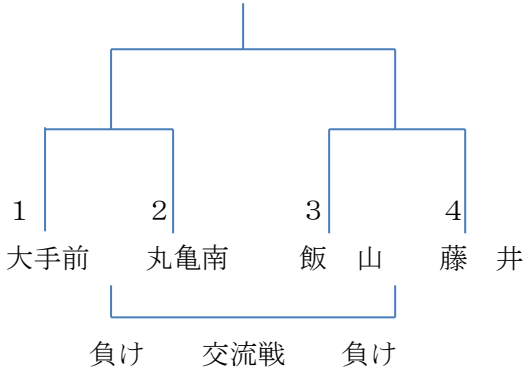 １　２　３　４
大手前　丸亀南　飯　山　藤　井
負け　交流戦　負け